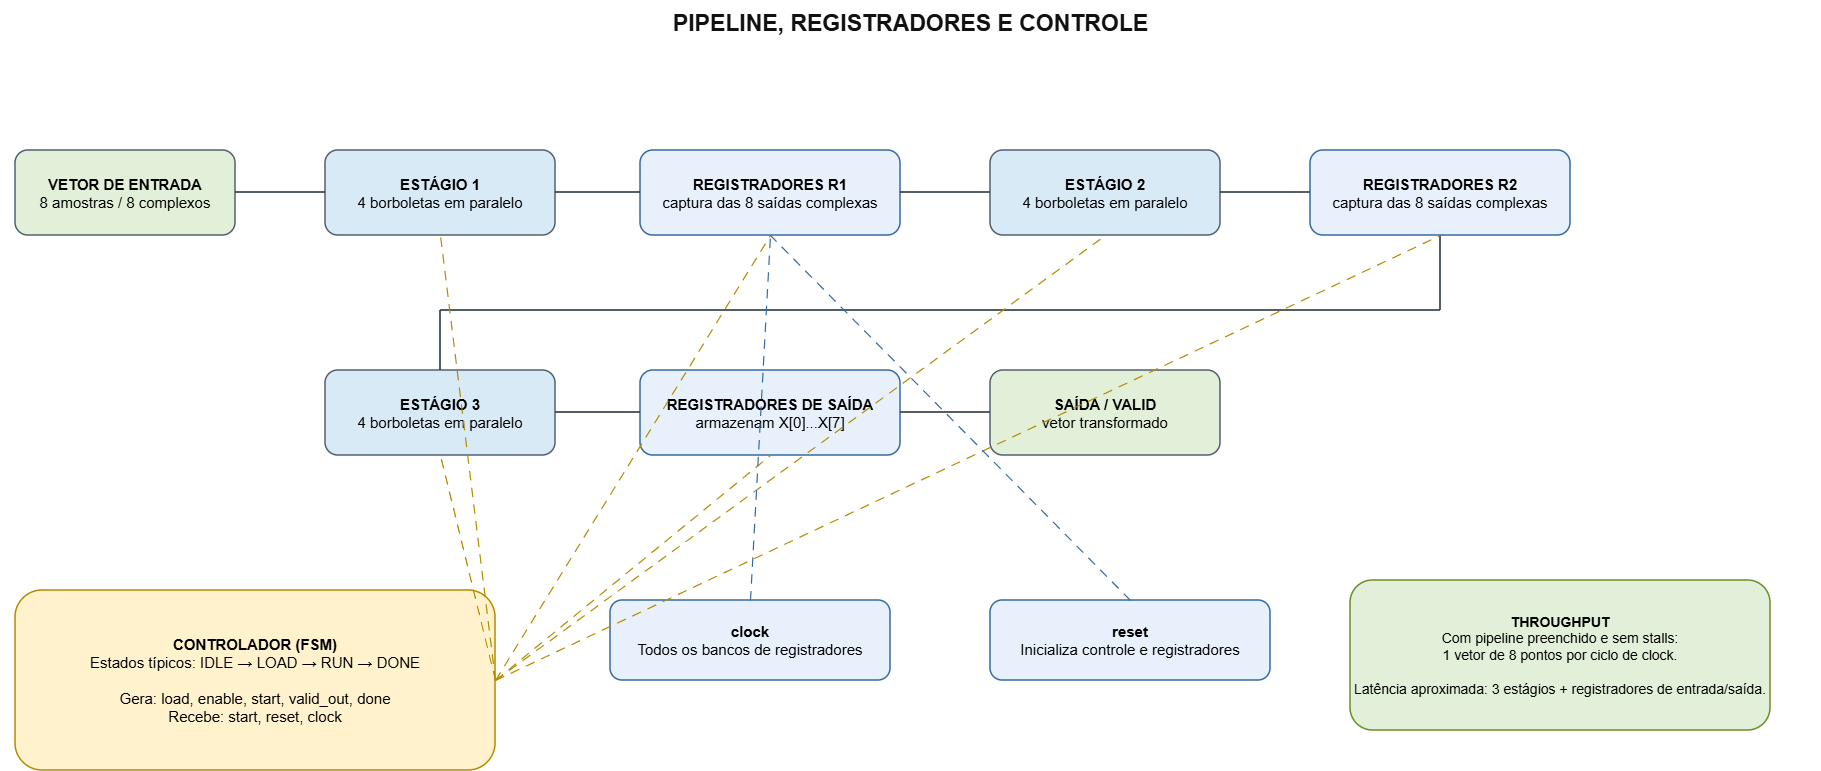 PIPELINE, REGISTRADORES E CONTROLE
VETOR DE ENTRADA
8 amostras / 8 complexos
ESTÁGIO 1
4 borboletas em paralelo
REGISTRADORES R1
captura das 8 saídas complexas
ESTÁGIO 2
4 borboletas em paralelo
REGISTRADORES R2
captura das 8 saídas complexas
ESTÁGIO 3
4 borboletas em paralelo
REGISTRADORES DE SAÍDA
armazenam X[0]...X[7]
SAÍDA / VALID
vetor transformado
CONTROLADOR (FSM)
Estados típicos: IDLE → LOAD → RUN → DONE
Gera: load, enable, start, valid_out, done
Recebe: start, reset, clock
clock
Todos os bancos de registradores
reset
Inicializa controle e registradores
THROUGHPUT
Com pipeline preenchido e sem stalls:
1 vetor de 8 pontos por ciclo de clock.
Latência aproximada: 3 estágios + registradores de entrada/saída.